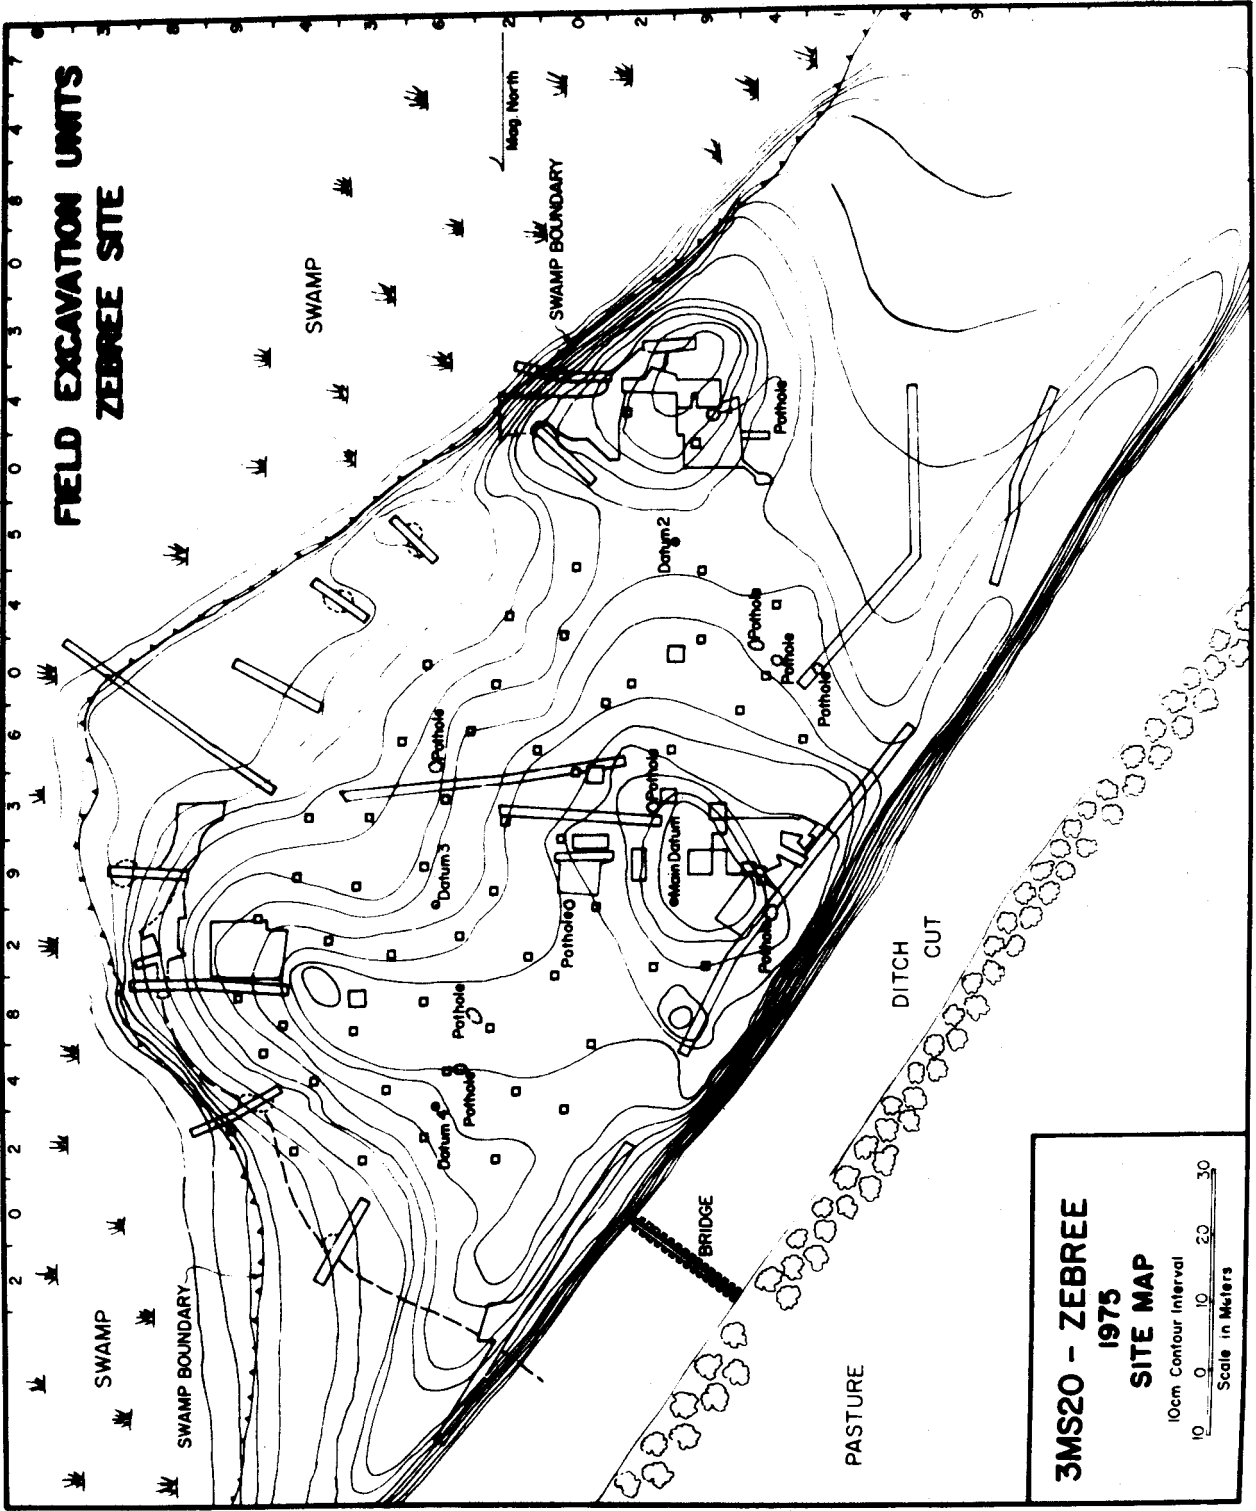 FIELD EXCAVATION UNITS
ZEBREE SITE
SWAMP
Mag. North
SWAMP BOUNDARY
Pothole
Datum 2
Pothole
Pothole
Pothole
Pothole
Pothole
Main Datum
Datum 3
Pothole
Pothole
Pothole
Pothole
Datum 4
SWAMP
SWAMP BOUNDARY
DITCH
CUT
BRIDGE
PASTURE
3MS20 - ZEBREE
1975
SITE MAP
10cm Contour Interval
10 0 10 20 30
Scale in Meters